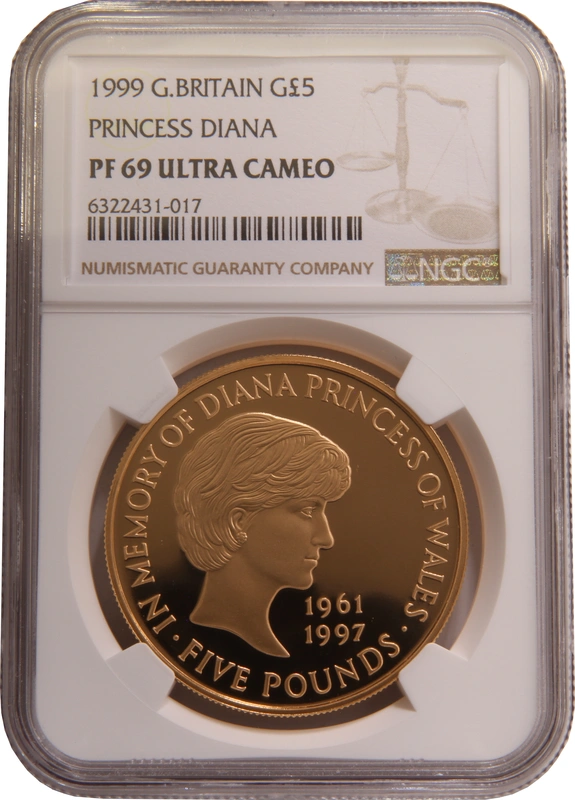 1999 G.BRITAIN G£5
PRINCESS DIANA
PF 69 ULTRA CAMEO
6322431-017
NUMISMATIC GUARANTY COMPANY
NGC
IN MEMORY OF DIANA PRINCESS OF WALES
1961
1997
· FIVE POUNDS ·